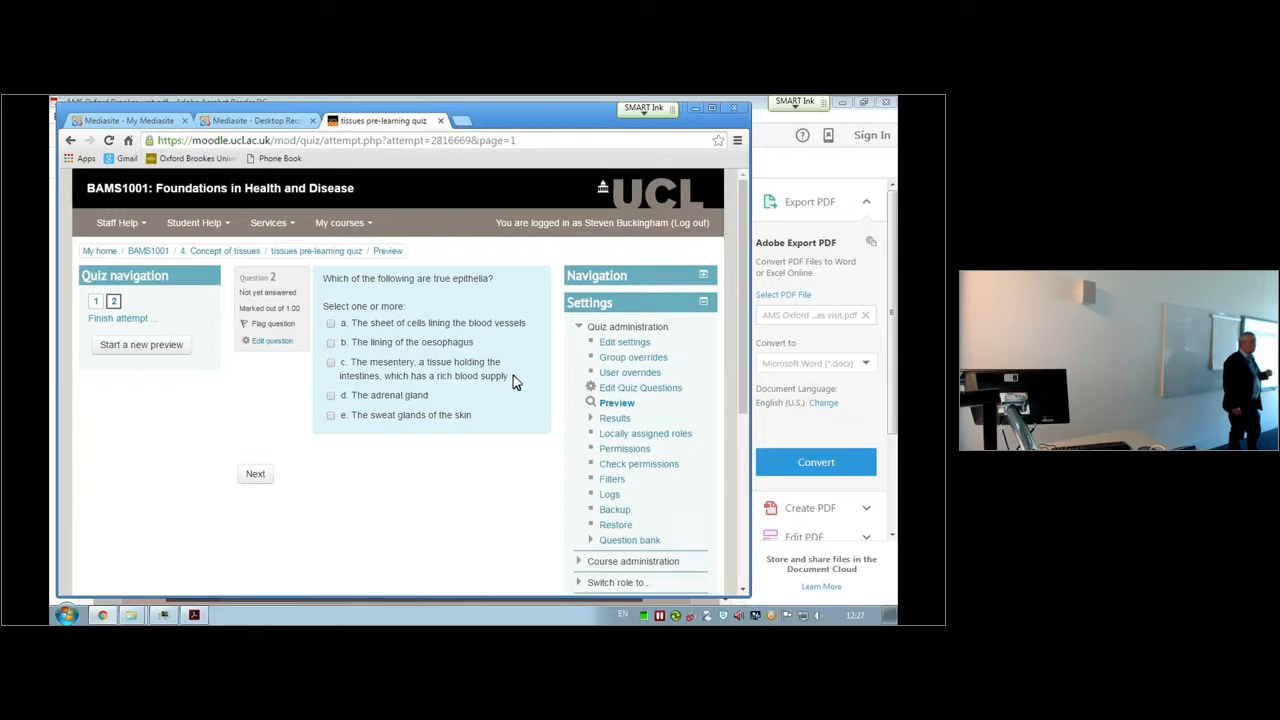 SMART Ink
SMART Ink
Mediasite - My Mediasite
Mediasite - Desktop Rec
tissues pre-learning quiz
https://moodle.ucl.ac.uk/mod/quiz/attempt.php?attempt=2816669&page=1
Apps
Gmail
Oxford Brookes Univ
Phone Book
Sign In
BAMS1001: Foundations in Health and Disease
UCL
Staff Help
Student Help
Services
My courses
You are logged in as Steven Buckingham (Log out)
My home / BAMS1001 / 4. Concept of tissues / tissues pre-learning quiz / Preview
Quiz navigation
1 2
Finish attempt ...
Start a new preview
Question 2
Not yet answered
Marked out of 1.00
Flag question
Edit question
Which of the following are true epithelia?
Select one or more:
a. The sheet of cells lining the blood vessels
b. The lining of the oesophagus
c. The mesentery, a tissue holding the
intestines, which has a rich blood supply
d. The adrenal gland
e. The sweat glands of the skin
Next
Navigation
Settings
Quiz administration
Edit settings
Group overrides
User overrides
Edit Quiz Questions
Preview
Results
Locally assigned roles
Permissions
Check permissions
Filters
Logs
Backup
Restore
Question bank
Course administration
Switch role to...
Export PDF
Adobe Export PDF
Convert PDF Files to Word
or Excel Online
Select PDF File
AMS Oxford ...es visit.pdf
Convert to
Microsoft Word (*.docx)
Document Language:
English (U.S.) Change
Convert
Create PDF
Edit PDF
Store and share files in the
Document Cloud
Learn More
EN
12:27